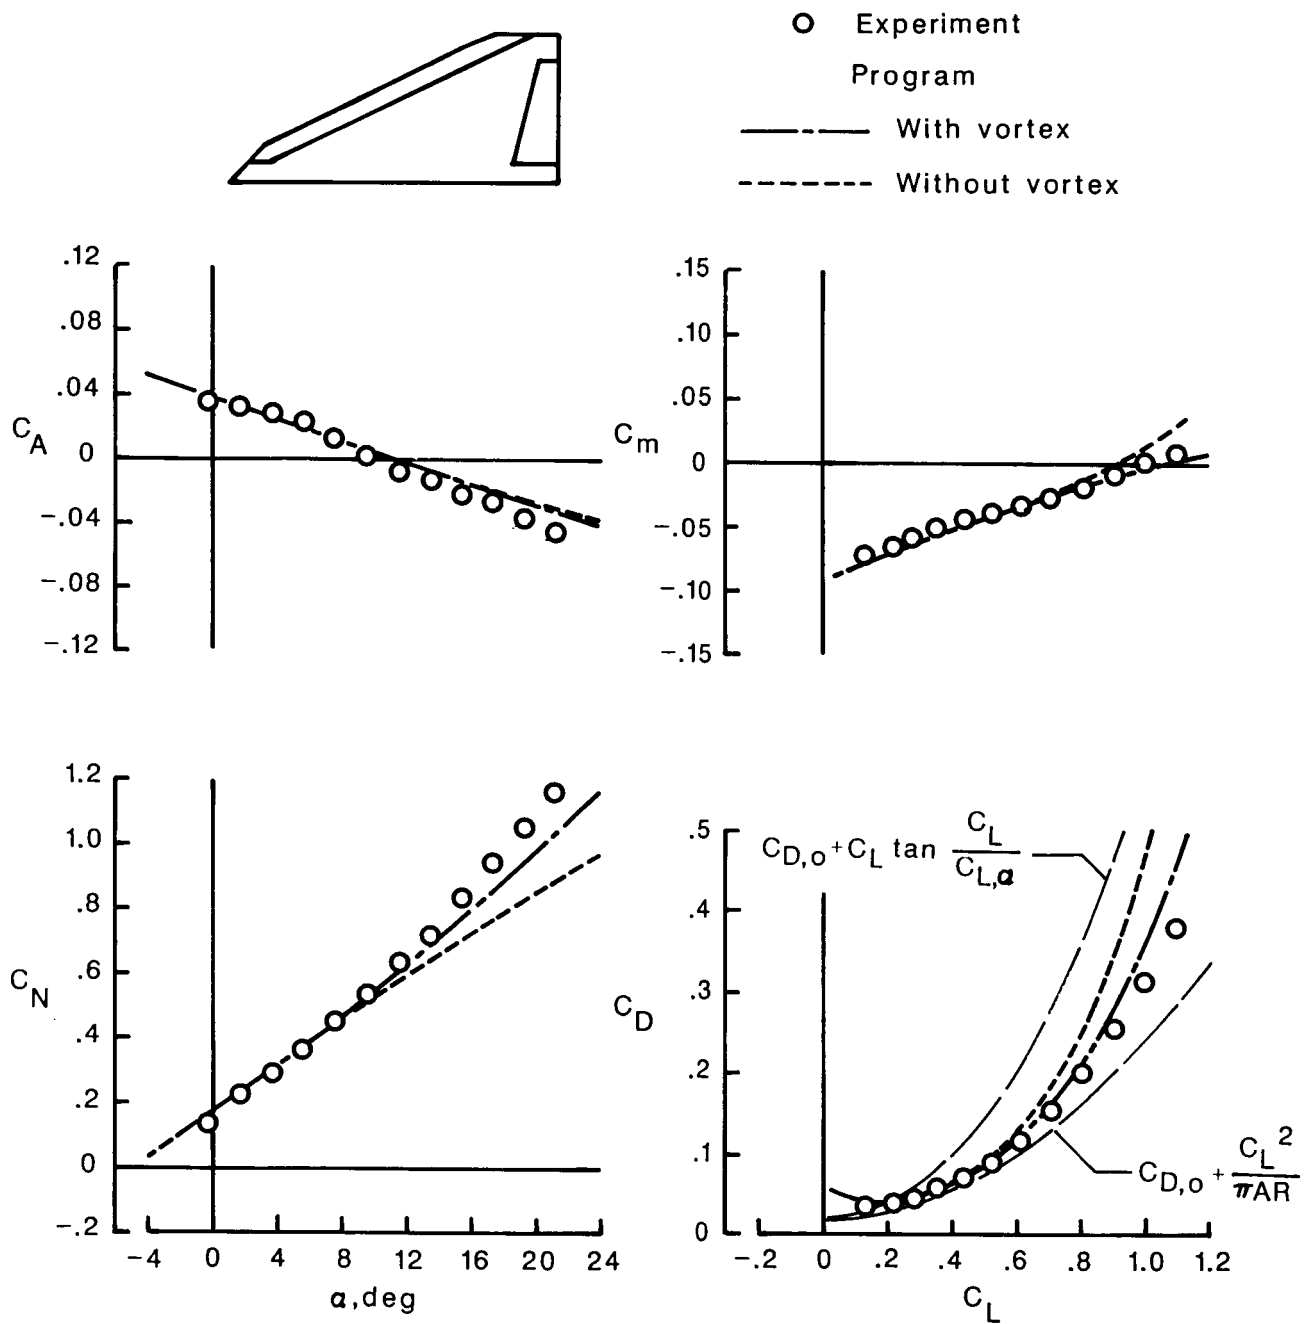 Experiment
Program
With vortex
Without vortex
.12
.08
.04
0
-.04
-.08
-.12
C_A
.15
.10
.05
0
-.05
-.10
-.15
C_m
1.2
1.0
.8
.6
.4
.2
0
-.2
C_N
-4 0 4 8 12 16 20 24
α, deg
.5
.4
.3
.2
.1
0
C_D
C_{D,o} + C_L tan C_L / C_{L,α}
C_{D,o} + C_L^2 / πAR
-.2 0 .2 .4 .6 .8 1.0 1.2
C_L